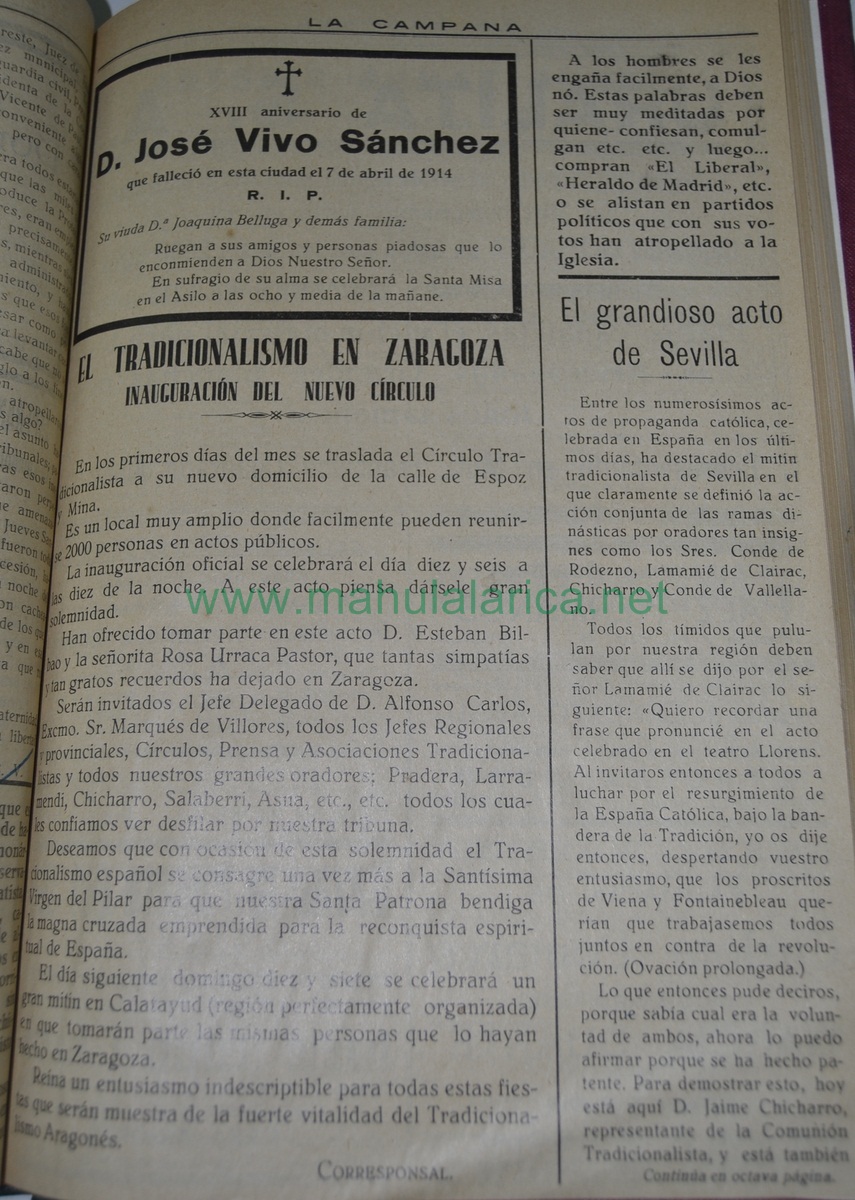 LA CAMPANA
reste, Juez de
municipal,
guardia civil,
identa de la
Vicente de
conveniente
pero con
XVIII aniversario de
D. José Vivo Sánchez
que falleció en esta ciudad el 7 de abril de 1914
R. I. P.
Su viuda D.ª Joaquina Belluga y demás familia:
Ruegan a sus amigos y personas piadosas que lo
enconmienden a Dios Nuestro Señor.
En sufragio de su alma se celebrará la Santa Misa
en el Asilo a las ocho y media de la mañane.
EL TRADICIONALISMO EN ZARAGOZA
INAUGURACIÓN DEL NUEVO CÍRCULO
En los primeros días del mes se traslada el Círculo Tra-
dicionalista a su nuevo domicilio de la calle de Espoz
y Mina.
Es un local muy amplio donde facilmente pueden reunir-
se 2000 personas en actos públicos.
La inauguración oficial se celebrará el día diez y seis a
las diez de la noche. A este acto piensa dársele gran
solemnidad.
Han ofrecido tomar parte en este acto D. Esteban Bil-
bao y la señorita Rosa Urraca Pastor, que tantas simpatías
y tan gratos recuerdos ha dejado en Zaragoza.
Serán invitados el Jefe Delegado de D. Alfonso Carlos,
Excmo. Sr. Marqués de Villores, todos los Jefes Regionales
y provinciales, Círculos, Prensa y Asociaciones Tradiciona-
listas y todos nuestros grandes oradores: Pradera, Larra-
mendi, Chicharro, Salaberri, Asua, etc., etc. todos los cua-
les confiamos ver desfilar por nuestra tribuna.
Deseamos que con ocasion de esta solemnidad el Tra-
dicionalismo español se consagre una vez más a la Santísima
Virgen del Pilar para que nuestra Santa Patrona bendiga
la magna cruzada emprendida para la reconquista espiri-
tual de España.
El día siguiente domingo diez y siete se celebrará un
gran mitin en Calatayud (región perfectamente organizada)
en que tomarán parte las mismas personas que lo hayan
hecho en Zaragoza.
Reina un entusiasmo indescriptible para todas estas fies-
tas que serán muestra de la fuerte vitalidad del Tradiciona-
lismo Aragonés.
CORRESPONSAL.
A los hombres se les
engaña facilmente, a Dios
nó. Estas palabras deben
ser muy meditadas por
quiene- confiesan, comul-
gan etc. etc. y luego...
compran «El Liberal»,
«Heraldo de Madrid», etc.
o se alistan en partidos
políticos que con sus vo-
tos han atropellado a la
Iglesia.
El grandioso acto
de Sevilla
Entre los numerosísimos ac-
tos de propaganda católica, ce-
lebrada en España en los últi-
mos días, ha destacado el mitin
tradicionalista de Sevilla en el
que claramente se definió la ac-
ción conjunta de las ramas di-
násticas por oradores tan insig-
nes como los Sres. Conde de
Rodezno, Lamamié de Clairac,
Chicharro y Conde de Vallella-
no.
Todos los tímidos que pulu-
lan por nuestra región deben
saber que allí se dijo por el se-
ñor Lamamié de Clairac lo si-
guiente: «Quiero recordar una
frase que pronuncié en el acto
celebrado en el teatro Llorens.
Al invitaros entonces a todos a
luchar por el resurgimiento de
la España Católica, bajo la ban-
dera de la Tradición, yo os dije
entonces, despertando vuestro
entusiasmo, que los proscritos
de Viena y Fontainebleau que-
rían que trabajasemos todos
juntos en contra de la revolu-
ción. (Ovación prolongada.)
Lo que entonces pude deciros,
porque sabía cual era la volun-
tad de ambos, ahora lo puedo
afirmar porque se ha hecho pa-
tente. Para demostrar esto, hoy
está aquí D. Jaime Chicharro,
representante de la Comunión
Tradicionalista, y está también
Continúa en octava página.
www.mahulalarica.net